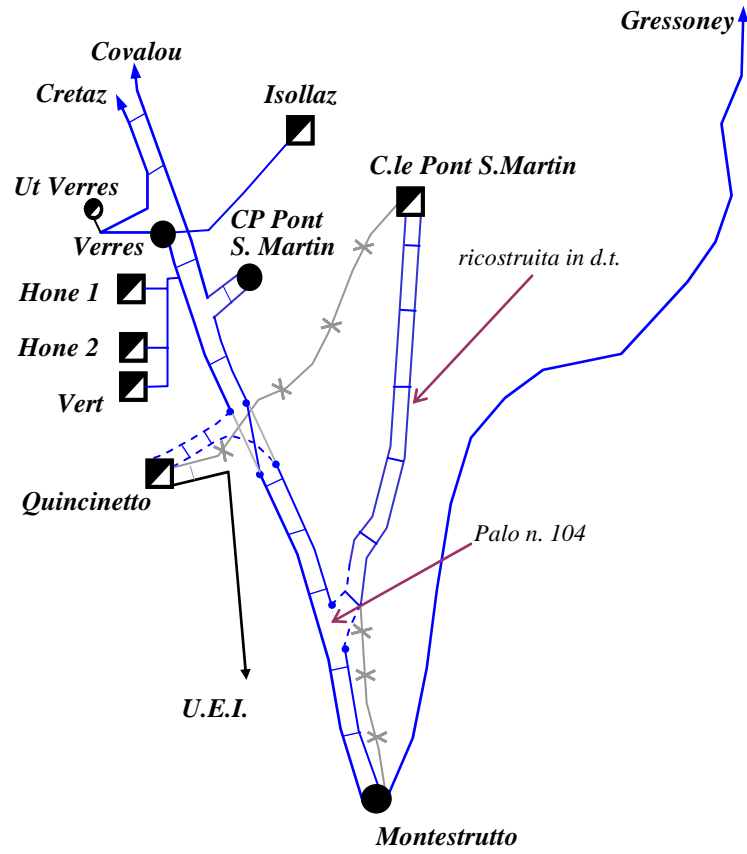 Gressoney
Covalou
Cretaz
Isollaz
C.le Pont S.Martin
Ut Verres
CP Pont
S. Martin
Verres
ricostruita in d.t.
Hone 1
Hone 2
Vert
Quincinetto
Palo n. 104
U.E.I.
Montestrutto